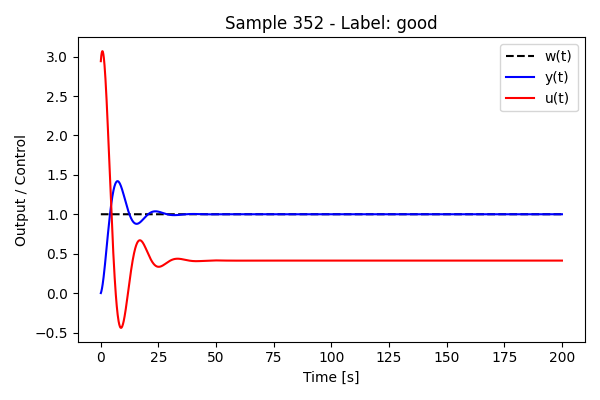 Sample 352 - Label: good
w(t)
y(t)
u(t)
Output / Control
3.0
2.5
2.0
1.5
1.0
0.5
0.0
−0.5
0 25 50 75 100 125 150 175 200
Time [s]